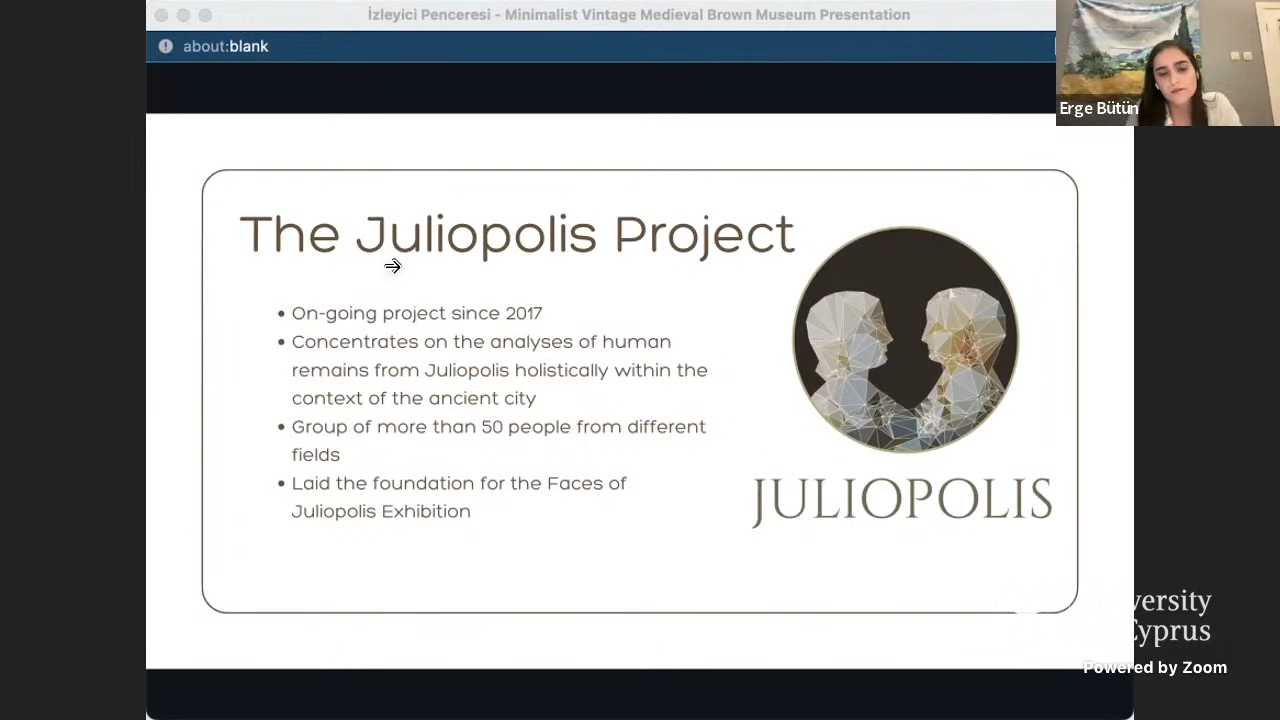 İzleyici Penceresi - Minimalist Vintage Medieval Brown Museum Presentation
about:blank
Erge Bütün
The Juliopolis Project
• On-going project since 2017
• Concentrates on the analyses of human
remains from Juliopolis holistically within the
context of the ancient city
• Group of more than 50 people from different
fields
• Laid the foundation for the Faces of
Juliopolis Exhibition
JULIOPOLIS
versity
Cyprus
Powered by Zoom